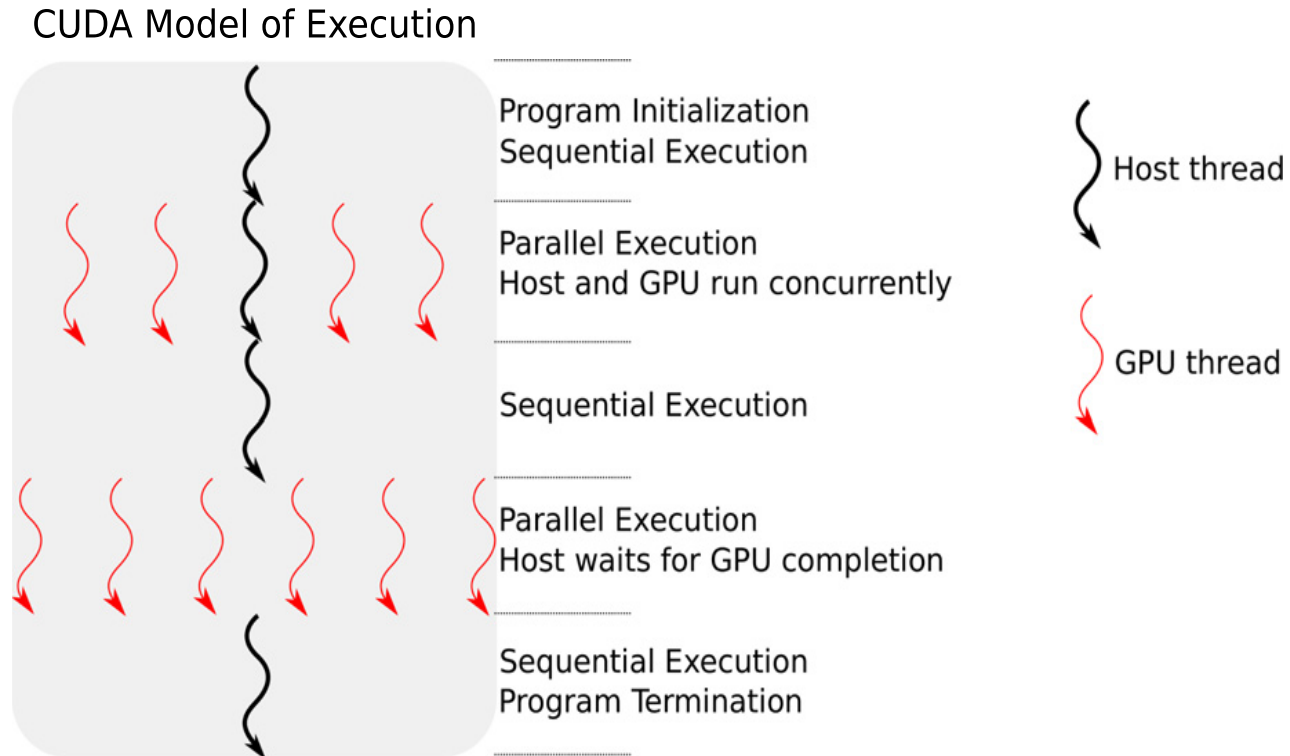 CUDA Model of Execution
Program Initialization
Sequential Execution
Parallel Execution
Host and GPU run concurrently
Sequential Execution
Parallel Execution
Host waits for GPU completion
Sequential Execution
Program Termination
Host thread
GPU thread